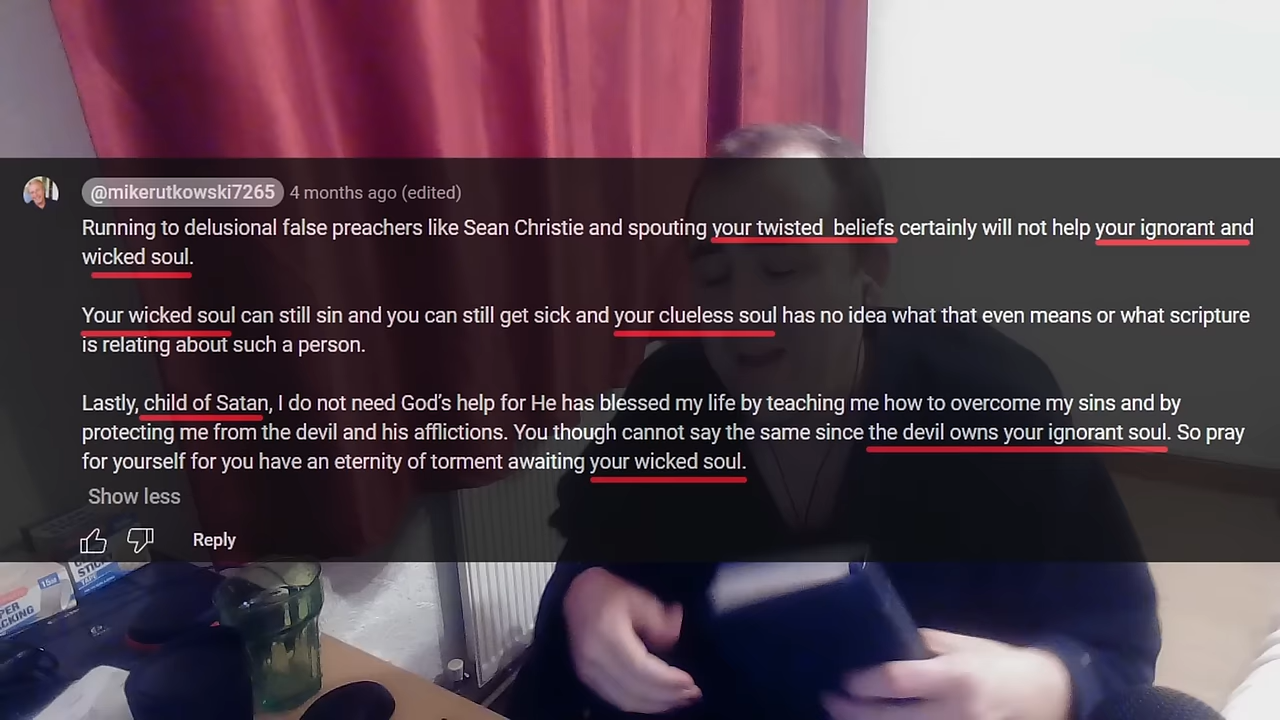 @mikerutkowski7265 4 months ago (edited)
Running to delusional false preachers like Sean Christie and spouting your twisted  beliefs certainly will not help your ignorant and
wicked soul.
Your wicked soul can still sin and you can still get sick and your clueless soul has no idea what that even means or what scripture
is relating about such a person.
Lastly, child of Satan, I do not need God’s help for He has blessed my life by teaching me how to overcome my sins and by
protecting me from the devil and his afflictions. You though cannot say the same since the devil owns your ignorant soul. So pray
for yourself for you have an eternity of torment awaiting your wicked soul.
Show less
Reply
STICK
TAPE
15m
PER
CKING